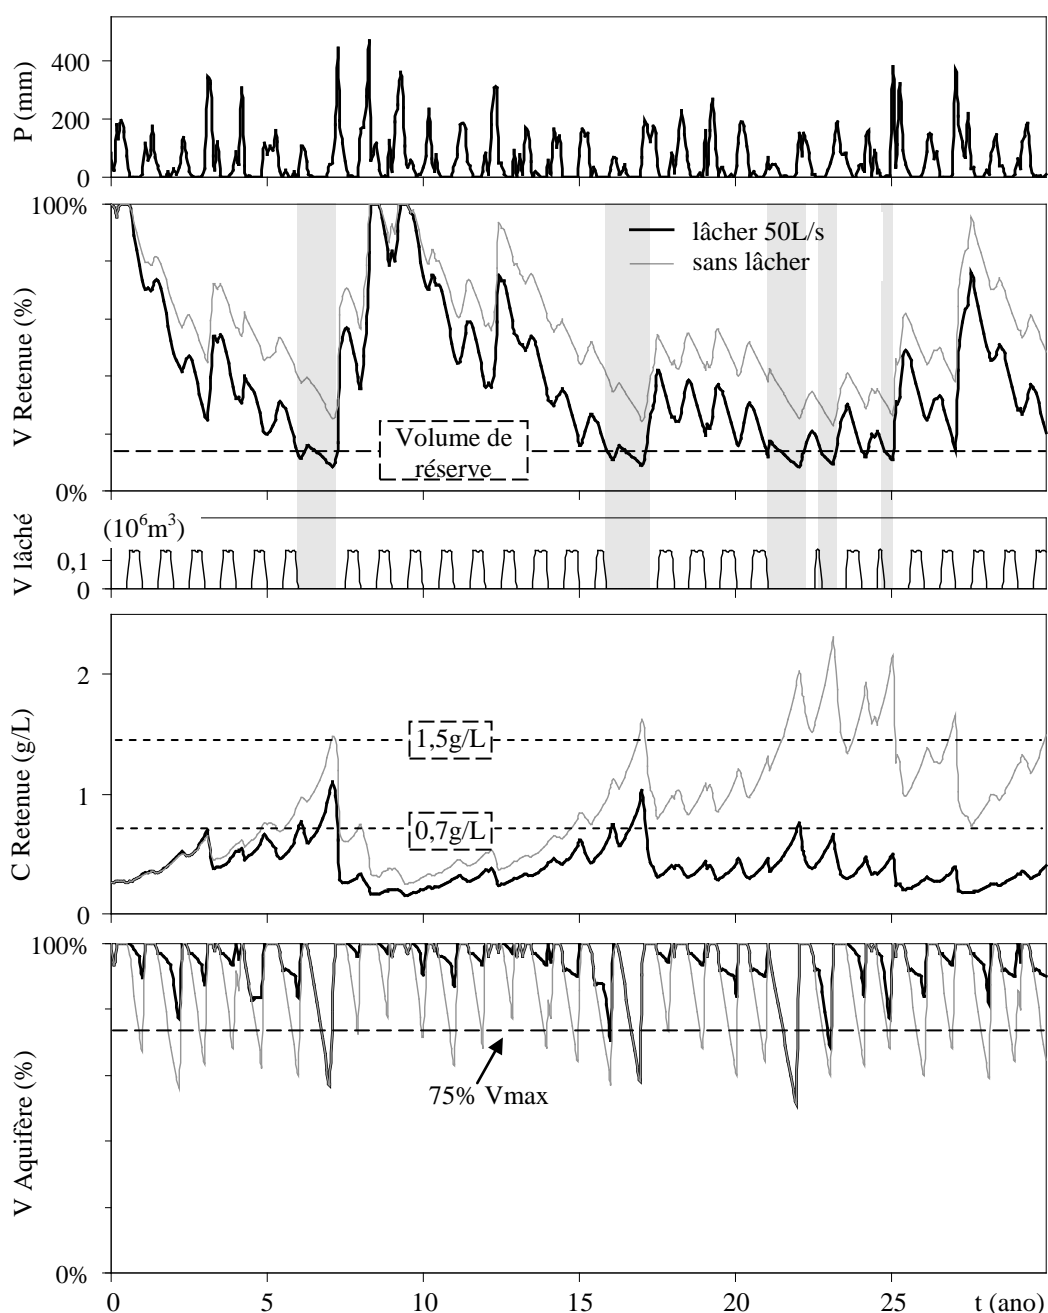 P (mm)
400
200
0
V Retenue (%)
100%
0%
lâcher 50L/s
sans lâcher
Volume de
réserve
V lâché
(10⁶m³)
0,1
0
C Retenue (g/L)
2
1
0
1,5g/L
0,7g/L
V Aquifère (%)
100%
0%
75% Vmax
0 5 10 15 20 25 t (ano)